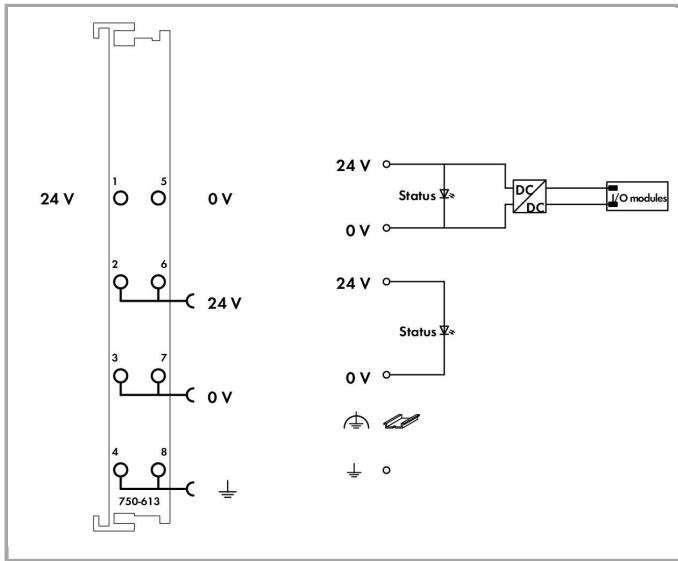 1 5
24 V 0 V
2 6
24 V
3 7
0 V
4 8
750-613
24 V
Status
DC
DC
I/O modules
0 V
24 V
Status
0 V